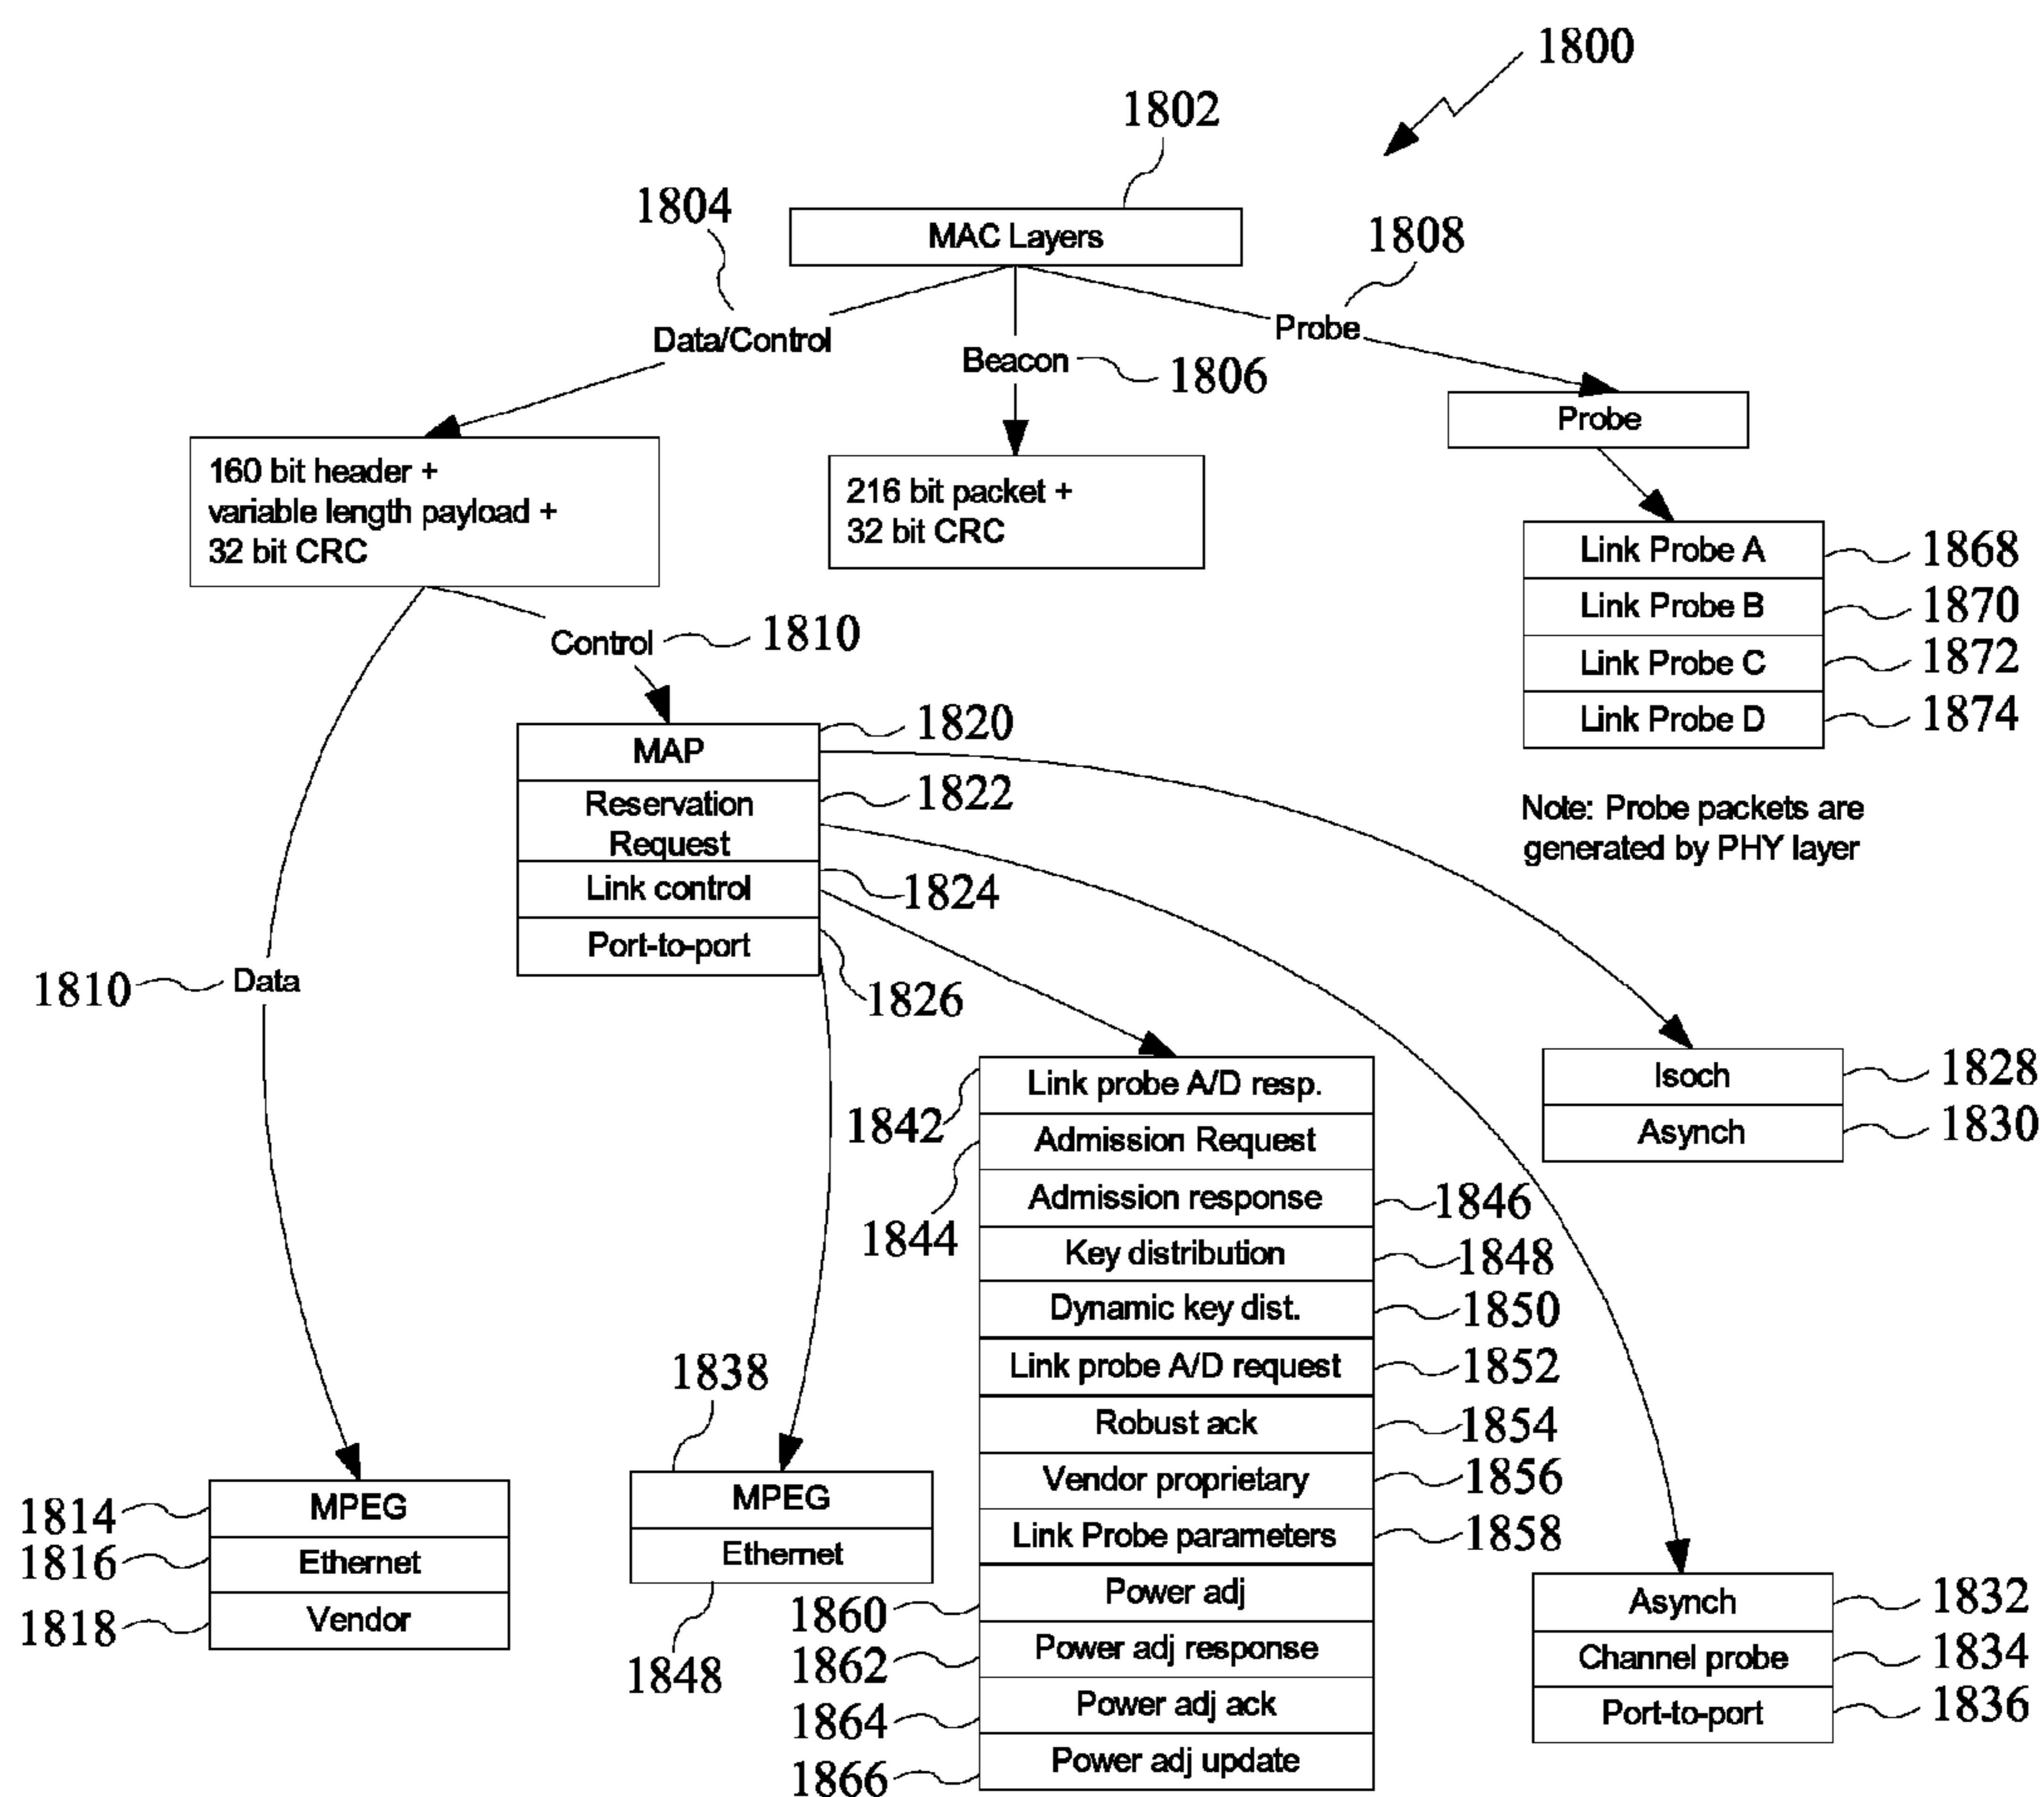 1800
1802
MAC Layers
1804
1808
Data/Control
Beacon
1806
Probe
Probe
160 bit header +
variable length payload +
32 bit CRC
216 bit packet +
32 bit CRC
Link Probe A
1868
Link Probe B
1870
Link Probe C
1872
Link Probe D
1874
Note: Probe packets are
generated by PHY layer
Control
1810
MAP
1820
Reservation
Request
1822
Link control
1824
Port-to-port
1826
1810
Data
Isoch
1828
Asynch
1830
1842
Link probe A/D resp.
1844
Admission Request
Admission response
1846
Key distribution
1848
Dynamic key dist.
1850
Link probe A/D request
1852
Robust ack
1854
Vendor proprietary
1856
Link Probe parameters
1858
1860
Power adj
1862
Power adj response
1864
Power adj ack
1866
Power adj update
1838
MPEG
Ethernet
1848
1814
MPEG
1816
Ethernet
1818
Vendor
Asynch
1832
Channel probe
1834
Port-to-port
1836